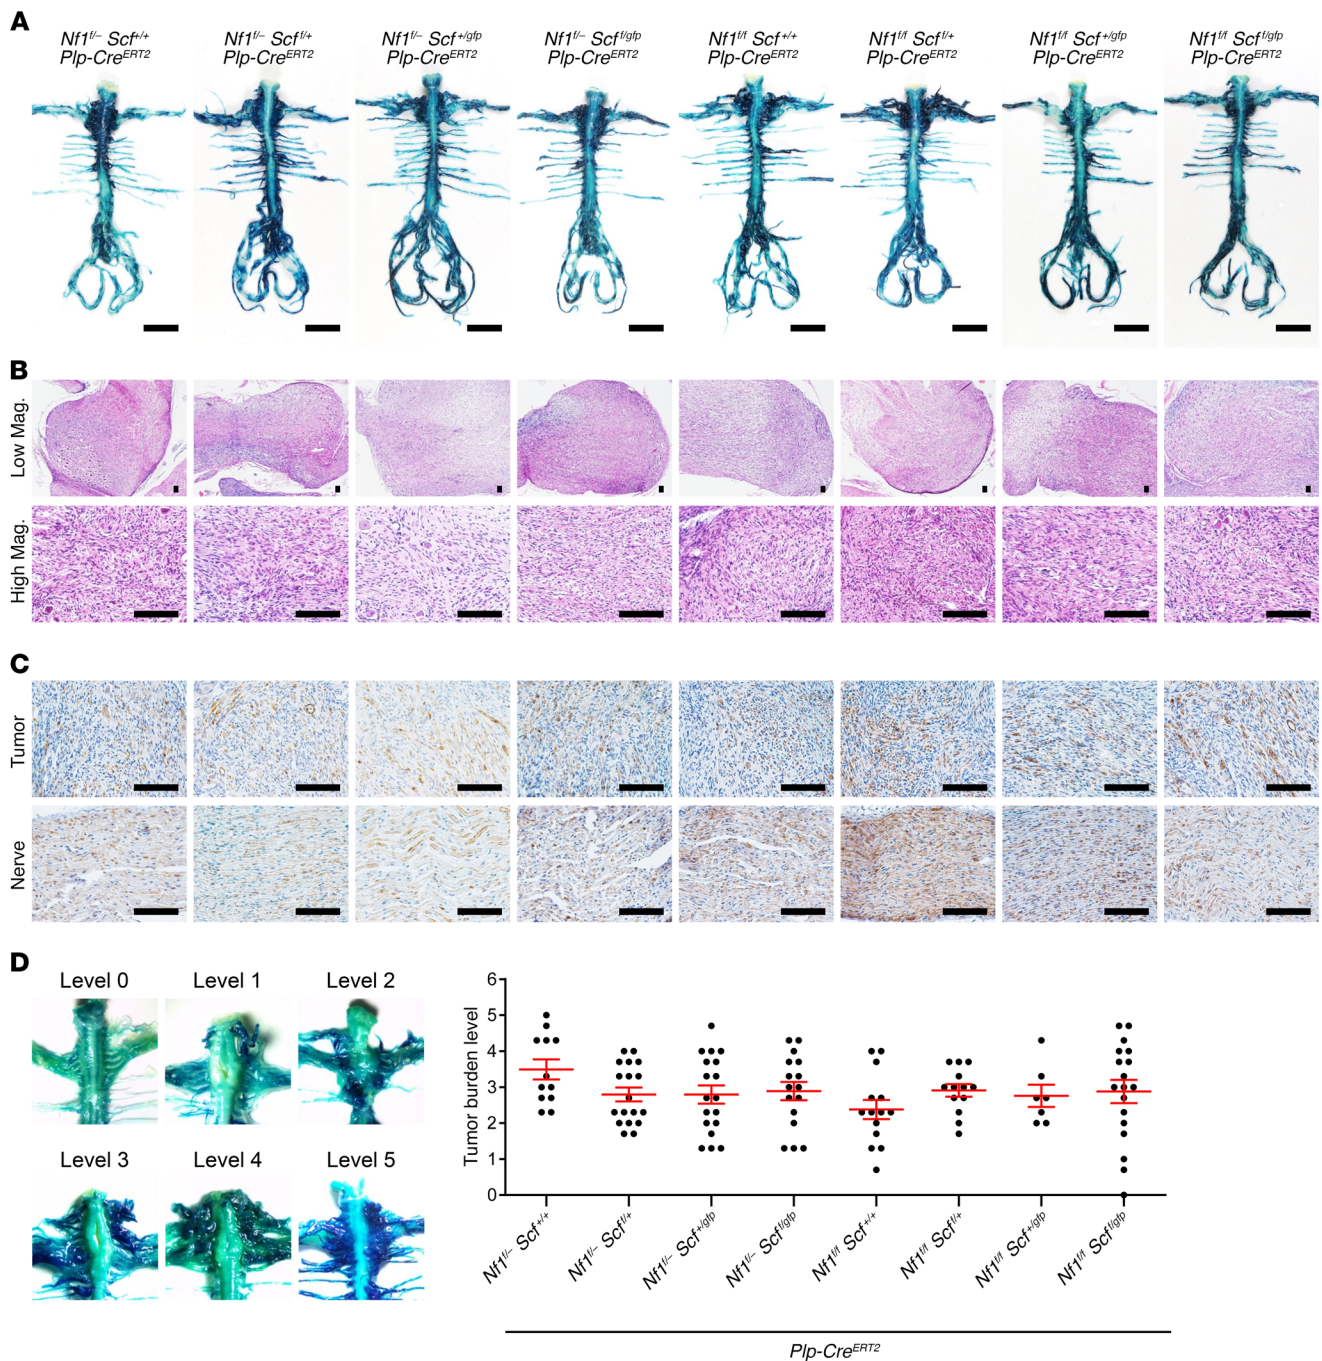 A
Nf1f/– Scf+/+
Plp-CreERT2
Nf1f/– Scff/+
Plp-CreERT2
Nf1f/– Scf+/gfp
Plp-CreERT2
Nf1f/– Scff/gfp
Plp-CreERT2
Nf1f/f Scf+/+
Plp-CreERT2
Nf1f/f Scff/+
Plp-CreERT2
Nf1f/f Scf+/gfp
Plp-CreERT2
Nf1f/f Scff/gfp
Plp-CreERT2
B
Low Mag.
High Mag.
C
Tumor
Nerve
D
Level 0
Level 1
Level 2
Level 3
Level 4
Level 5
Tumor burden level
6
5
4
3
2
1
0
Nf1f/– Scf+/+
Nf1f/– Scff/+
Nf1f/– Scf+/gfp
Nf1f/– Scff/gfp
Nf1f/f Scf+/+
Nf1f/f Scff/+
Nf1f/f Scf+/gfp
Nf1f/f Scff/gfp
Plp-CreERT2